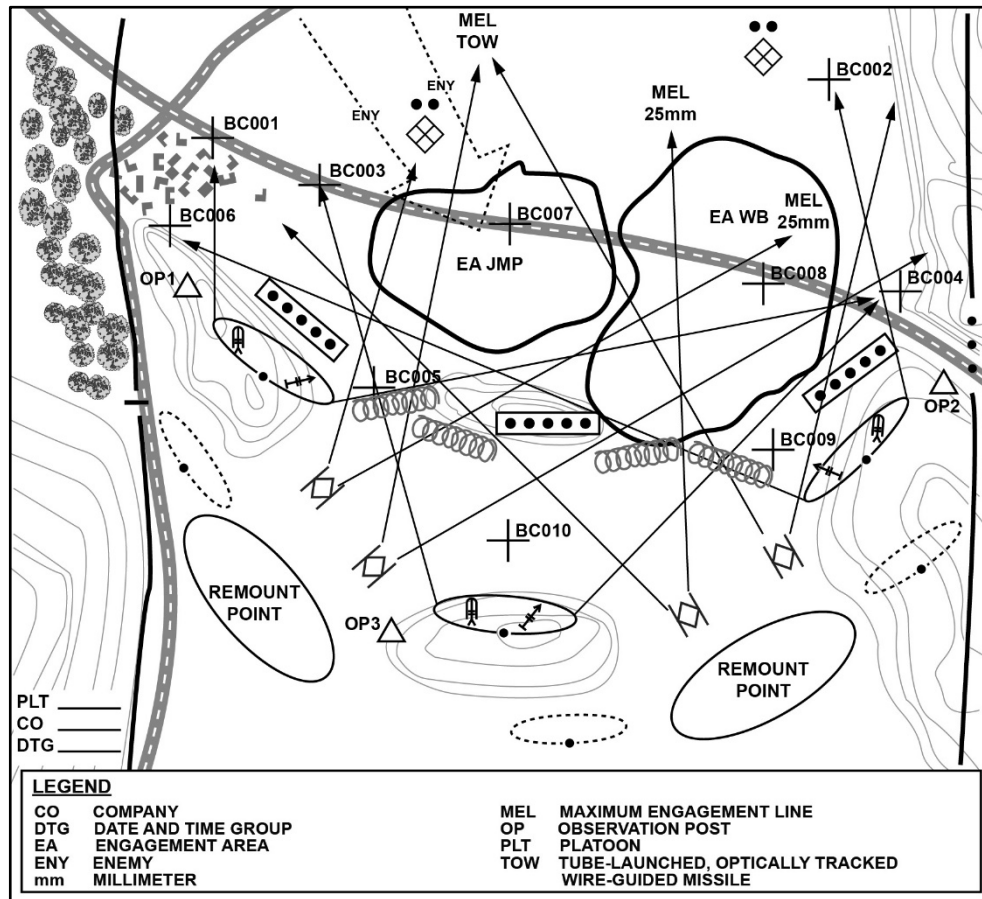 MEL
TOW
BC002
ENY
ENY
MEL
25mm
BC001
BC003
BC006
BC007
EA WB
MEL
25mm
EA JMP
OP1
BC008
BC004
BC005
OP2
BC009
BC010
REMOUNT
POINT
OP3
REMOUNT
POINT
PLT
CO
DTG
LEGEND
CO COMPANY
DTG DATE AND TIME GROUP
EA ENGAGEMENT AREA
ENY ENEMY
mm MILLIMETER
MEL MAXIMUM ENGAGEMENT LINE
OP OBSERVATION POST
PLT PLATOON
TOW TUBE-LAUNCHED, OPTICALLY TRACKED
WIRE-GUIDED MISSILE